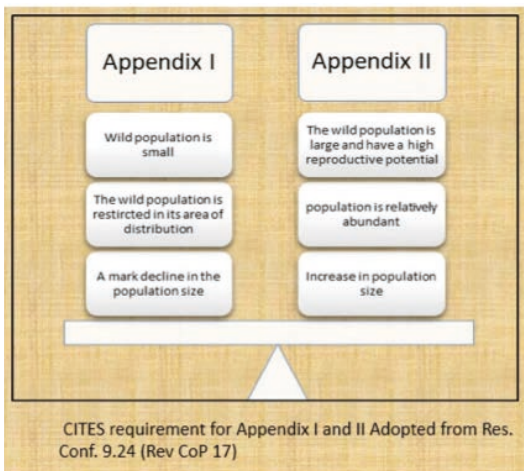 Appendix I
Wild population is
small
The wild population is
restircted in its area of
distribution
A mark decline in the
population size
Appendix II
The wild population is
large and have a high
reproductive potential
population is relatively
abundant
Increase in population
size
CITES requirement for Appendix I and II Adopted from Res.
Conf. 9.24 (Rev CoP 17)